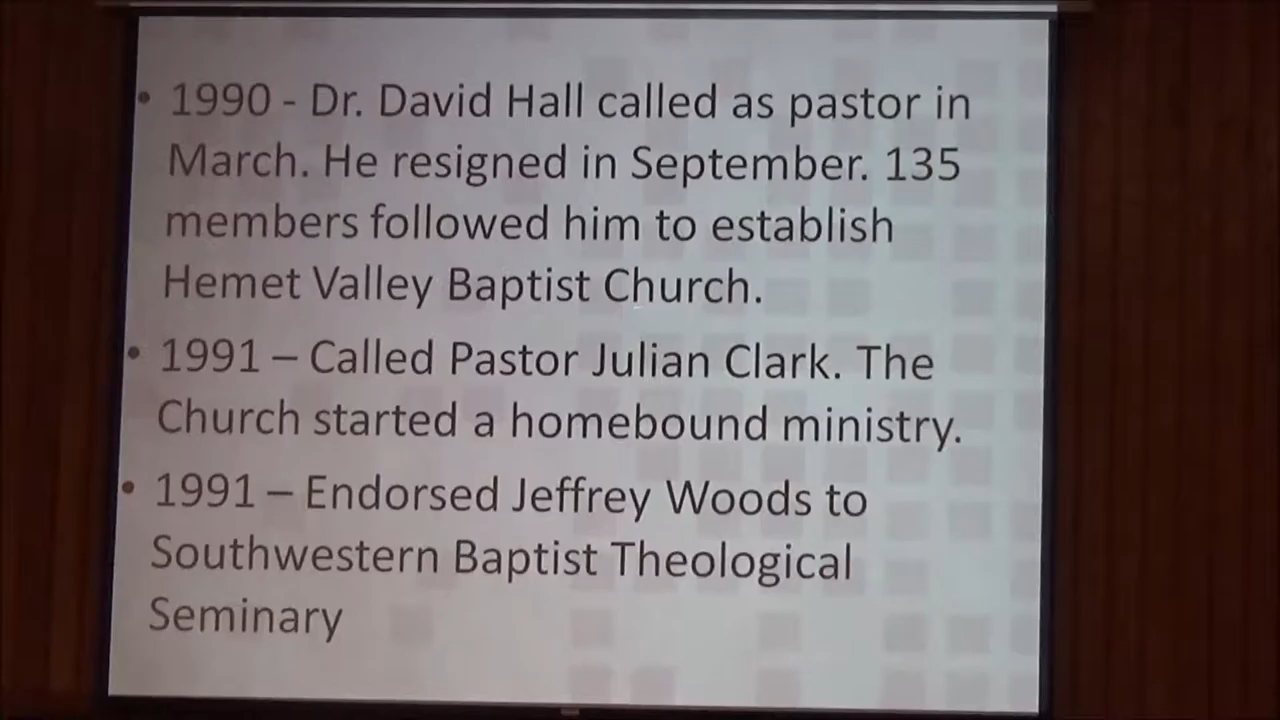 • 1990 - Dr. David Hall called as pastor in
March. He resigned in September. 135
members followed him to establish
Hemet Valley Baptist Church.
• 1991 – Called Pastor Julian Clark. The
Church started a homebound ministry.
• 1991 – Endorsed Jeffrey Woods to
Southwestern Baptist Theological
Seminary